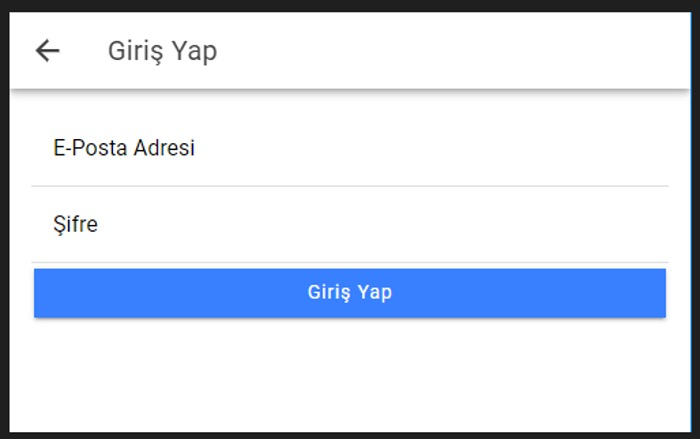 Giriş Yap
E-Posta Adresi
Şifre
Giriş Yap